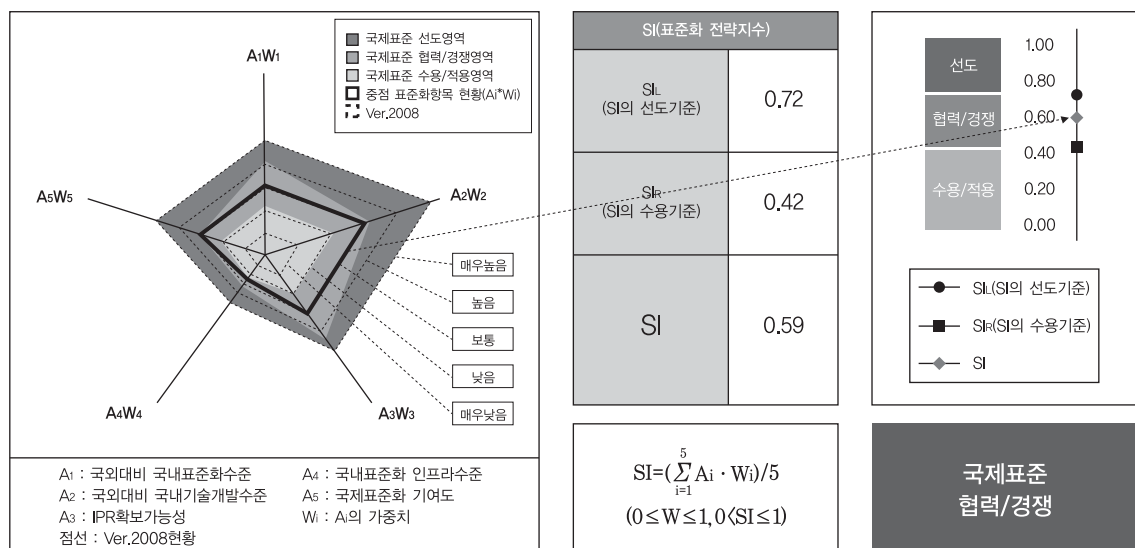 국제표준 선도영역
국제표준 협력/경쟁영역
국제표준 수용/적용영역
중점 표준화항목 현황(Ai*Wi)
Ver.2008
A₁W₁
A₂W₂
A₅W₅
A₄W₄
A₃W₃
매우높음
높음
보통
낮음
매우낮음
A₁ : 국외대비 국내표준화수준
A₂ : 국외대비 국내기술개발수준
A₃ : IPR확보가능성
점선 : Ver.2008현황
A₄ : 국내표준화 인프라수준
A₅ : 국제표준화 기여도
Wᵢ : Aᵢ의 가중치
SI(표준화 전략지수)
SIL
(SI의 선도기준)
0.72
SIR
(SI의 수용기준)
0.42
SI
0.59
SI=(∑ Ai · Wi)/5
5
i=1
(0≤W≤1, 0<SI≤1)
선도
협력/경쟁
수용/적용
1.00
0.80
0.60
0.40
0.20
0.00
SIL(SI의 선도기준)
SIR(SI의 수용기준)
SI
국제표준
협력/경쟁